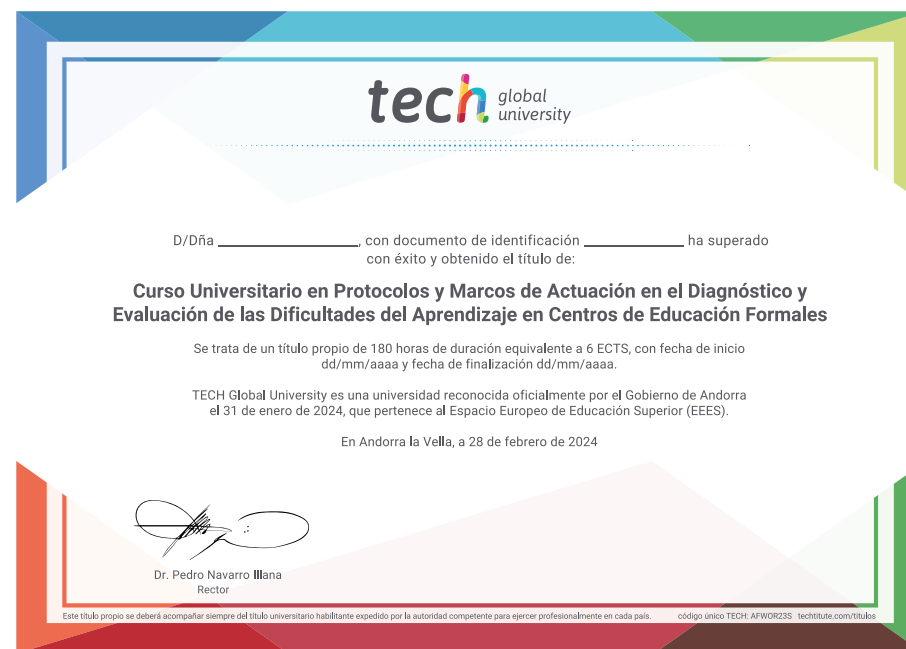 tech global university
D/Dña ____________________, con documento de identificación ______________ ha superado
con éxito y obtenido el título de:
Curso Universitario en Protocolos y Marcos de Actuación en el Diagnóstico y
Evaluación de las Dificultades del Aprendizaje en Centros de Educación Formales
Se trata de un título propio de 180 horas de duración equivalente a 6 ECTS, con fecha de inicio
dd/mm/aaaa y fecha de finalización dd/mm/aaaa.
TECH Global University es una universidad reconocida oficialmente por el Gobierno de Andorra
el 31 de enero de 2024, que pertenece al Espacio Europeo de Educación Superior (EEES).
En Andorra la Vella, a 28 de febrero de 2024
Dr. Pedro Navarro Illana
Rector
Este título propio se deberá acompañar siempre del título universitario habilitante expedido por la autoridad competente para ejercer profesionalmente en cada país. código único TECH: AFWOR23S techtitute.com/titulos